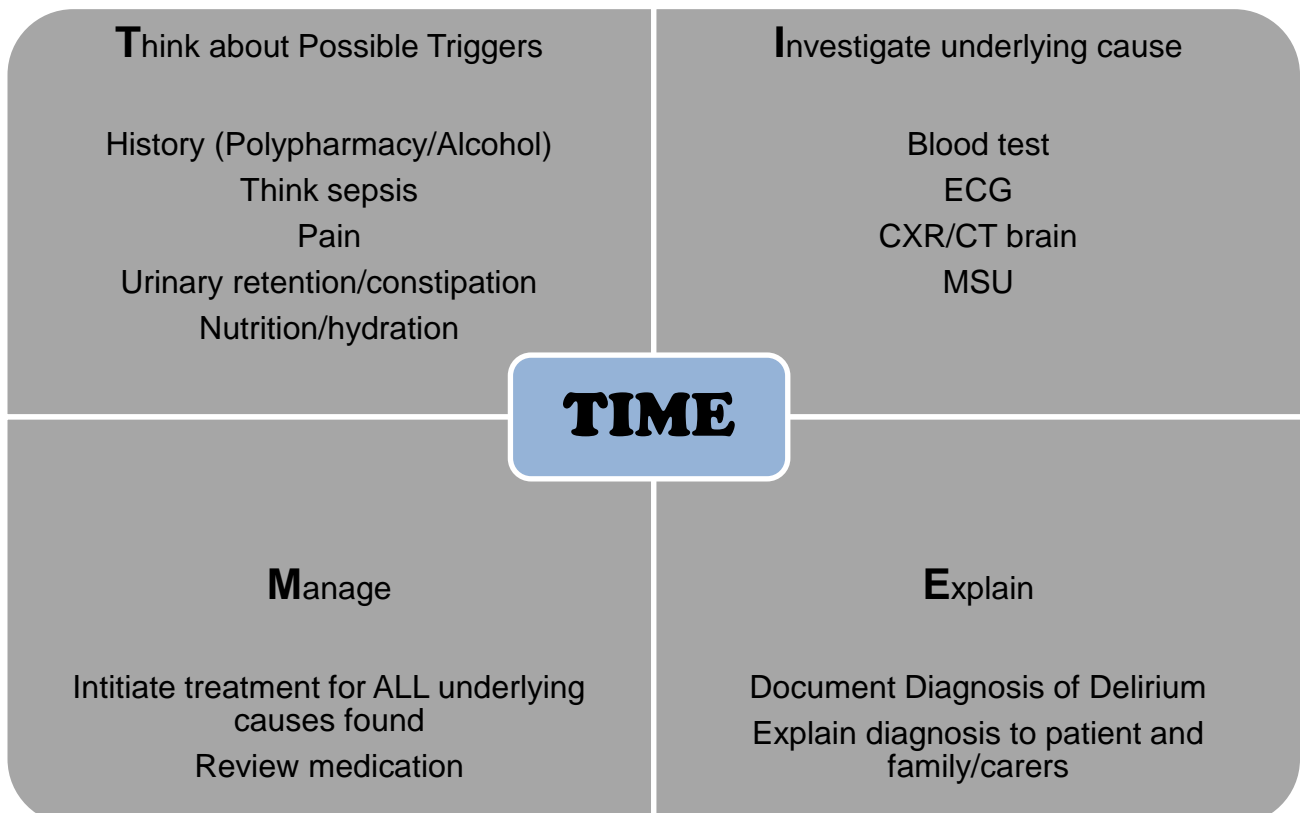 Think about Possible Triggers
History (Polypharmacy/Alcohol)
Think sepsis
Pain
Urinary retention/constipation
Nutrition/hydration
Investigate underlying cause
Blood test
ECG
CXR/CT brain
MSU
TIME
Manage
Intitiate treatment for ALL underlying
causes found
Review medication
Explain
Document Diagnosis of Delirium
Explain diagnosis to patient and
family/carers